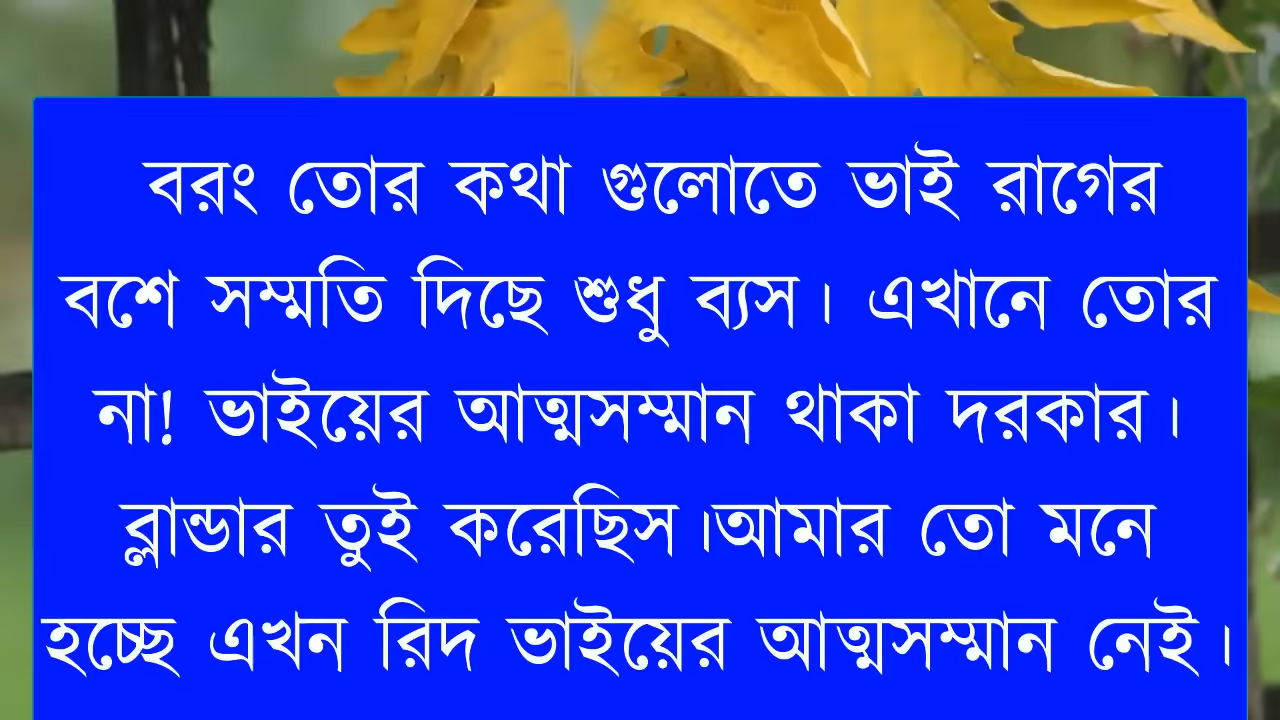 বরং তোর কথা গুলোতে ভাই রাগের
বশে সম্মতি দিছে শুধু ব্যস। এখানে তোর
না! ভাইয়ের আত্মসম্মান থাকা দরকার।
ব্লান্ডার তুই করেছিস।আমার তো মনে
হচ্ছে এখন রিদ ভাইয়ের আত্মসম্মান নেই।